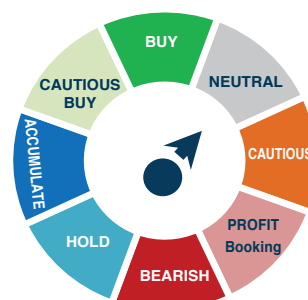 BUY
NEUTRAL
CAUTIOUS
PROFIT
Booking
BEARISH
HOLD
ACCUMULATE
CAUTIOUS
BUY